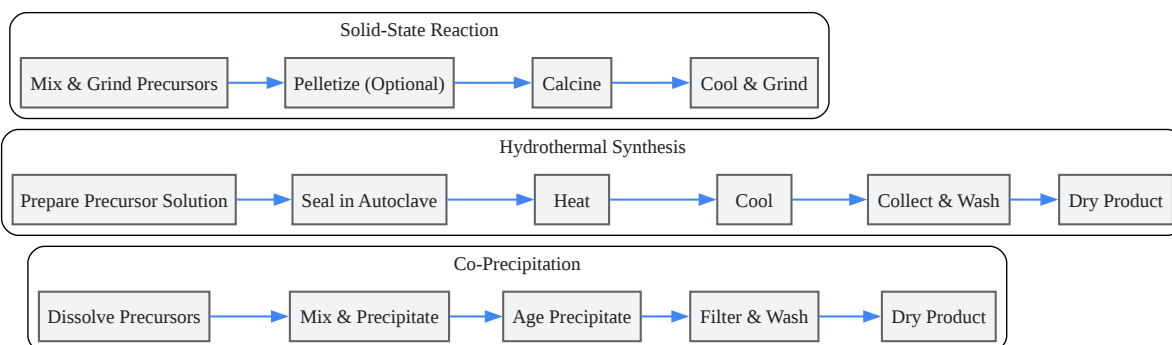 Solid-State Reaction
Mix & Grind Precursors
Pelletize (Optional)
Calcine
Cool & Grind
Hydrothermal Synthesis
Prepare Precursor Solution
Seal in Autoclave
Heat
Cool
Collect & Wash
Dry Product
Co-Precipitation
Dissolve Precursors
Mix & Precipitate
Age Precipitate
Filter & Wash
Dry Product